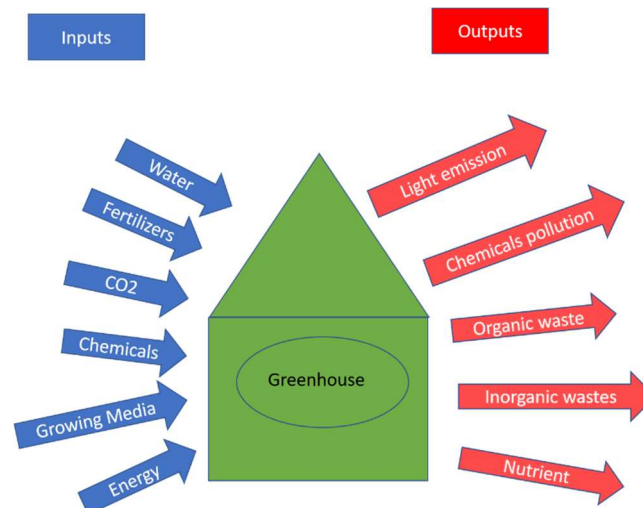 Inputs
Outputs
Water
Fertilizers
CO2
Chemicals
Growing Media
Energy
Greenhouse
Light emission
Chemicals pollution
Organic waste
Inorganic wastes
Nutrient